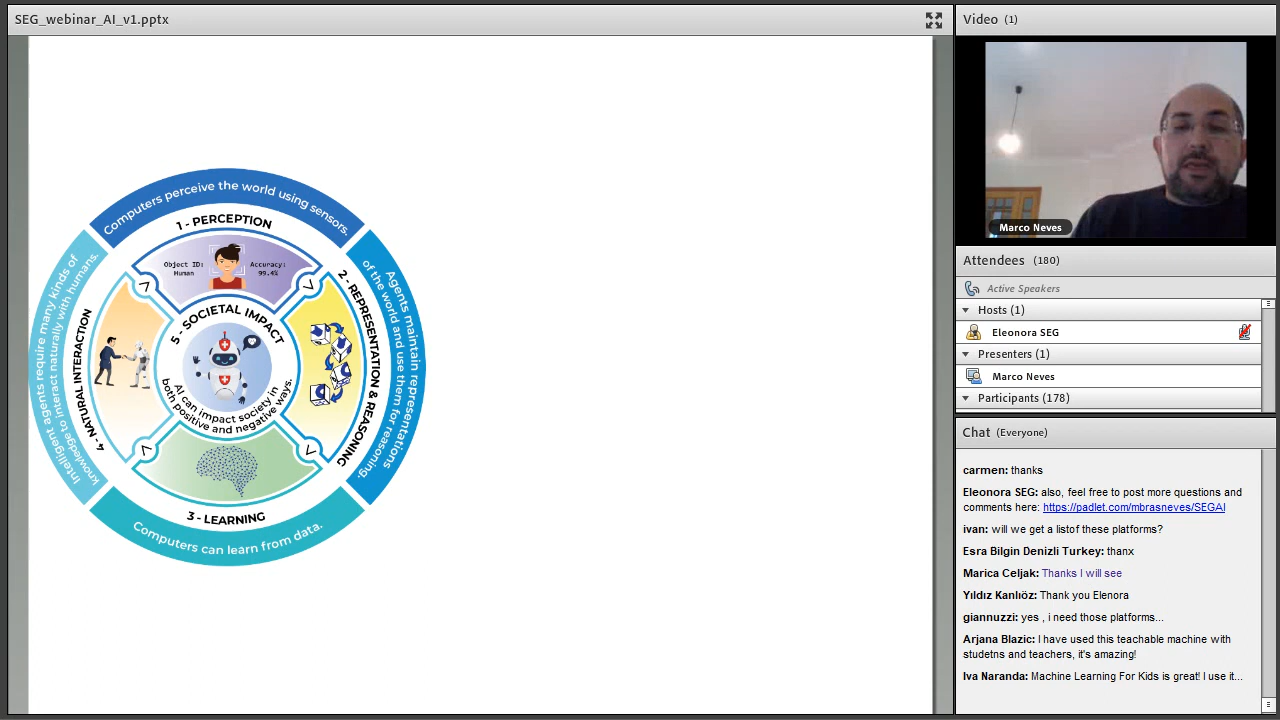 SEG_webinar_AI_v1.pptx
Computers perceive the world using sensors.
1 - PERCEPTION
Object ID:
Human
Accuracy:
99.4%
2 - REPRESENTATION & REASONING
Agents maintain representations
of the world and use them for reasoning.
3 - LEARNING
Computers can learn from data.
4 - NATURAL INTERACTION
Intelligent agents require many kinds of
knowledge to interact naturally with humans.
5 - SOCIETAL IMPACT
AI can impact society in
both positive and negative ways.
Video (1)
Marco Neves
Attendees (180)
Active Speakers
Hosts (1)
Eleonora SEG
Presenters (1)
Marco Neves
Participants (178)
Chat (Everyone)
carmen: thanks
Eleonora SEG: also, feel free to post more questions and
comments here: https://padlet.com/mbrasneves/SEGAI
ivan: will we get a listof these platforms?
Esra Bilgin Denizli Turkey: thanx
Marica Celjak: Thanks I will see
Yıldız Kanlıöz: Thank you Elenora
giannuzzi: yes , i need those platforms...
Arjana Blazic: I have used this teachable machine with
studetns and teachers, it's amazing!
Iva Naranda: Machine Learning For Kids is great! I use it...